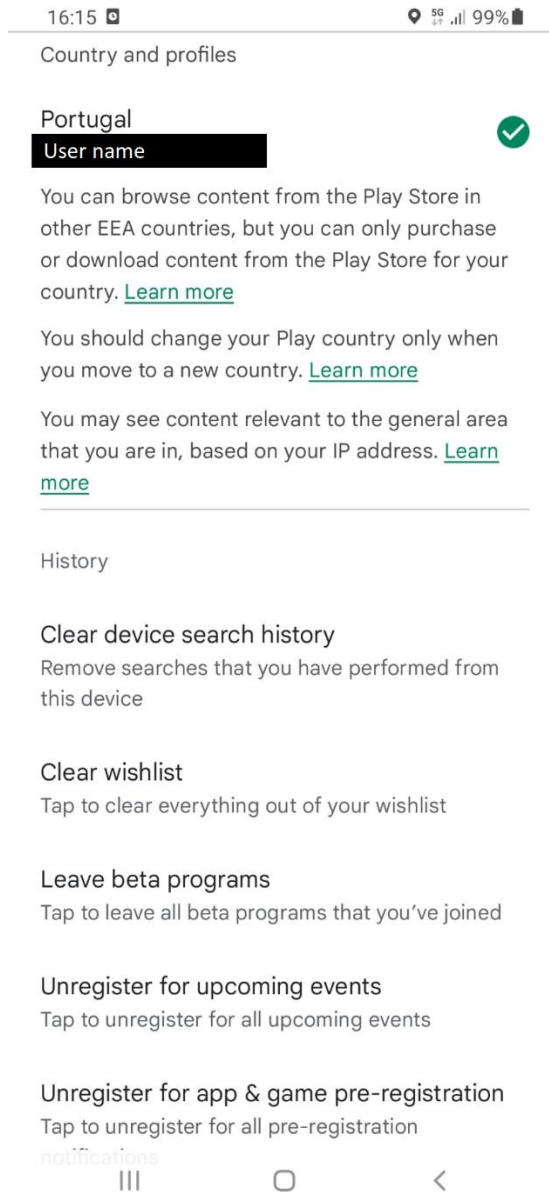 16:15 5G 99%
Country and profiles
Portugal
User name
You can browse content from the Play Store in
other EEA countries, but you can only purchase
or download content from the Play Store for your
country. Learn more
You should change your Play country only when
you move to a new country. Learn more
You may see content relevant to the general area
that you are in, based on your IP address. Learn
more
History
Clear device search history
Remove searches that you have performed from
this device
Clear wishlist
Tap to clear everything out of your wishlist
Leave beta programs
Tap to leave all beta programs that you’ve joined
Unregister for upcoming events
Tap to unregister for all upcoming events
Unregister for app & game pre-registration
Tap to unregister for all pre-registration
notifications